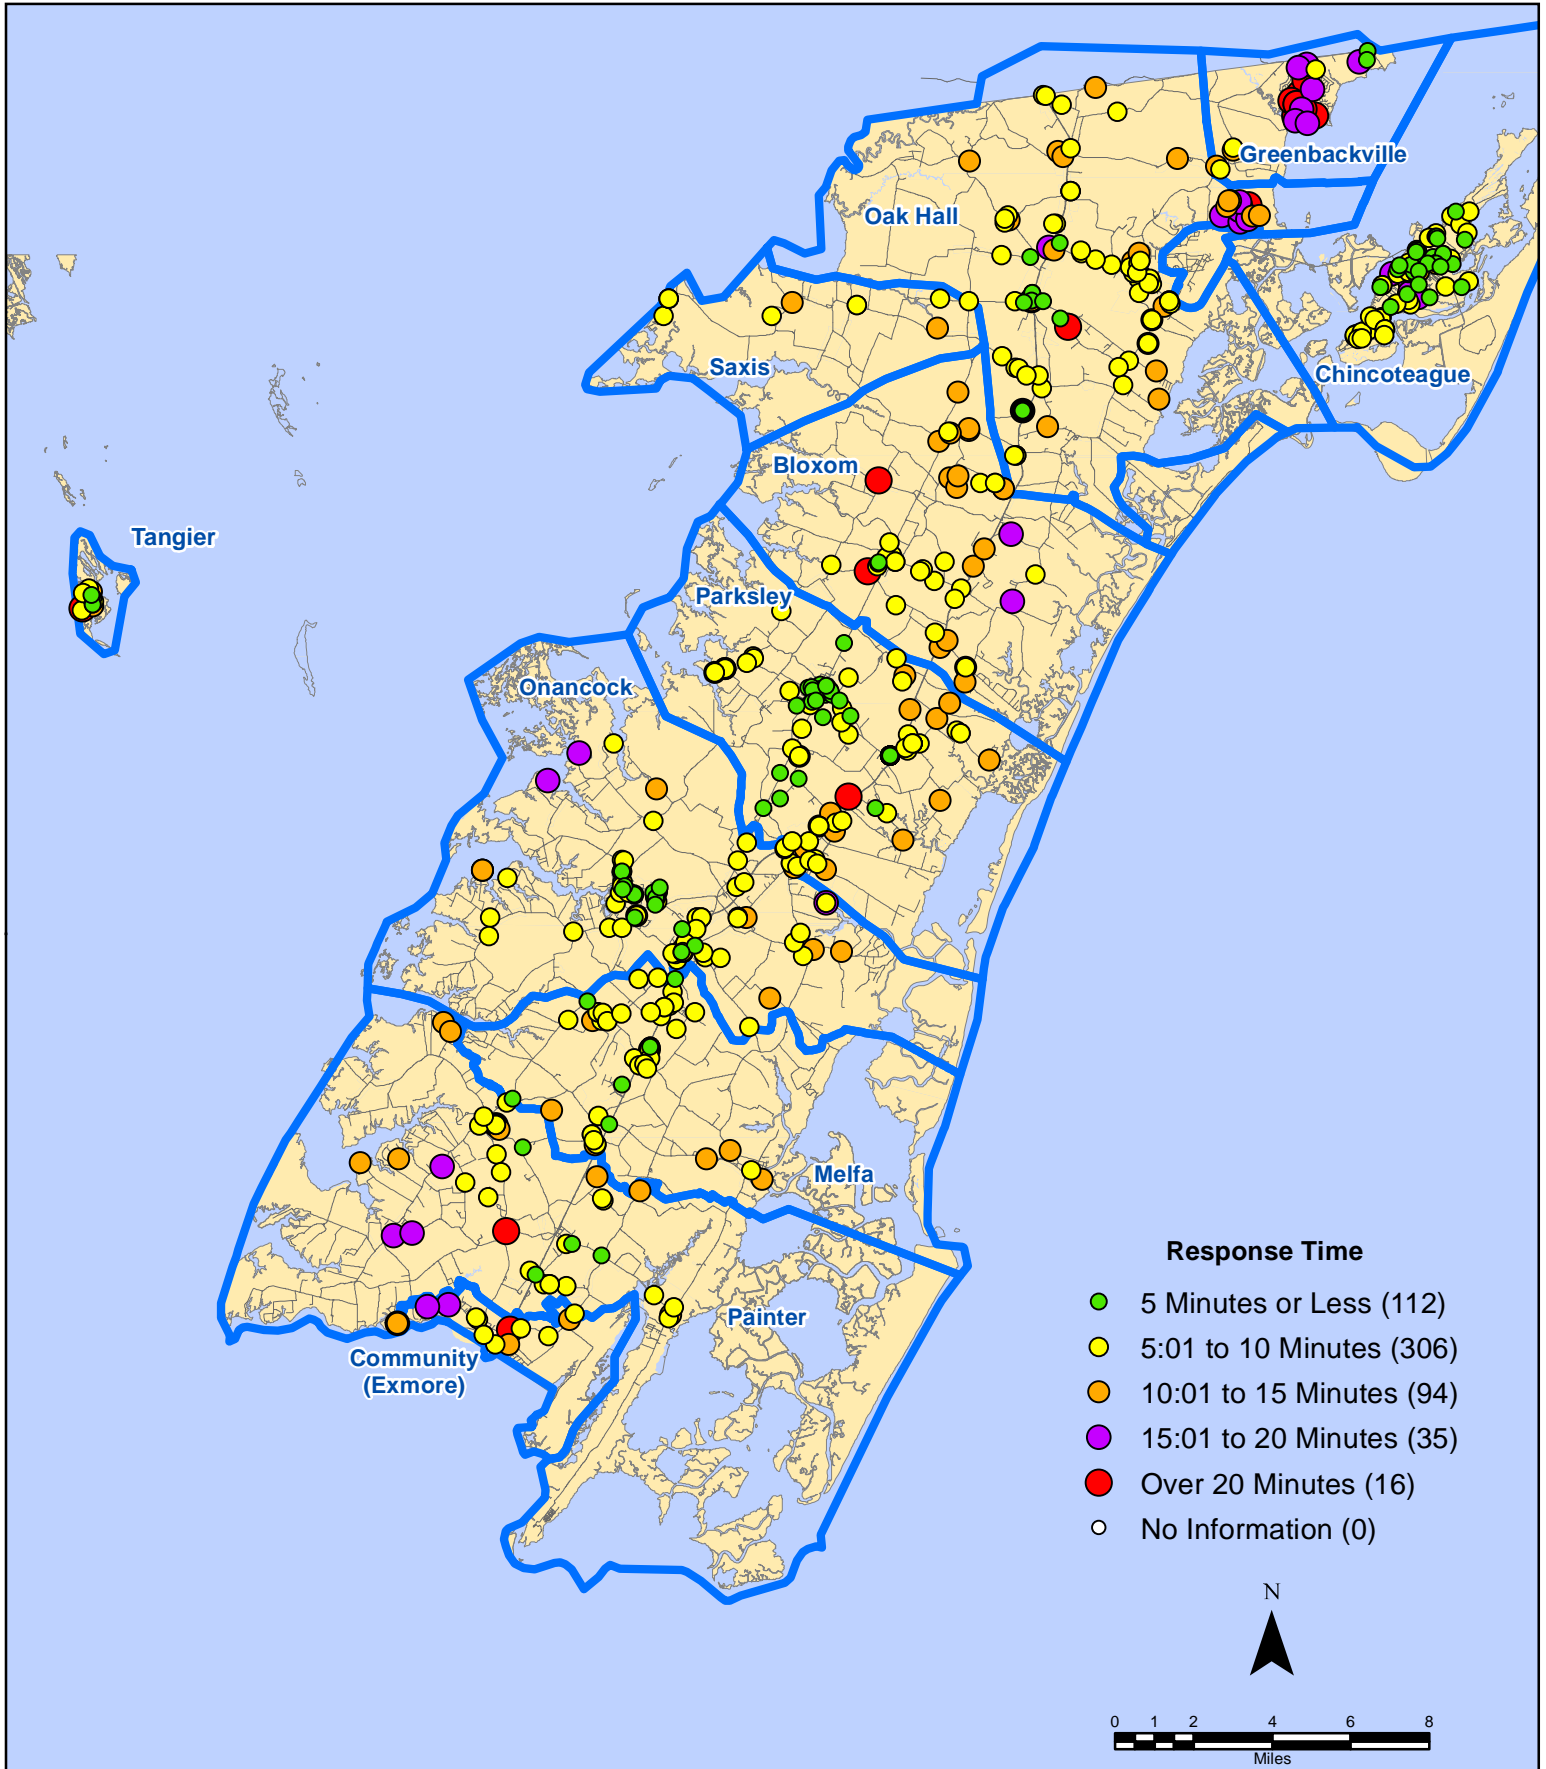 Greenbackville
Oak Hall
Saxis
Chincoteague
Bloxom
Tangier
Parksley
Onancock
Melfa
Painter
Community
(Exmore)
Response Time
5 Minutes or Less (112)
5:01 to 10 Minutes (306)
10:01 to 15 Minutes (94)
15:01 to 20 Minutes (35)
Over 20 Minutes (16)
No Information (0)
N
0 1 2 4 6 8
Miles